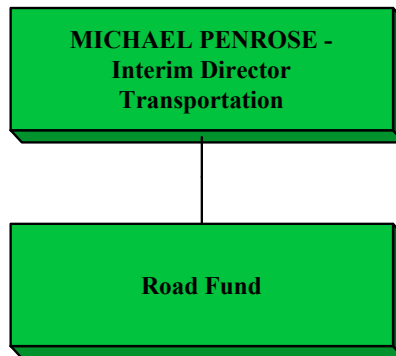 MICHAEL PENROSE -
Interim Director
Transportation
Road Fund